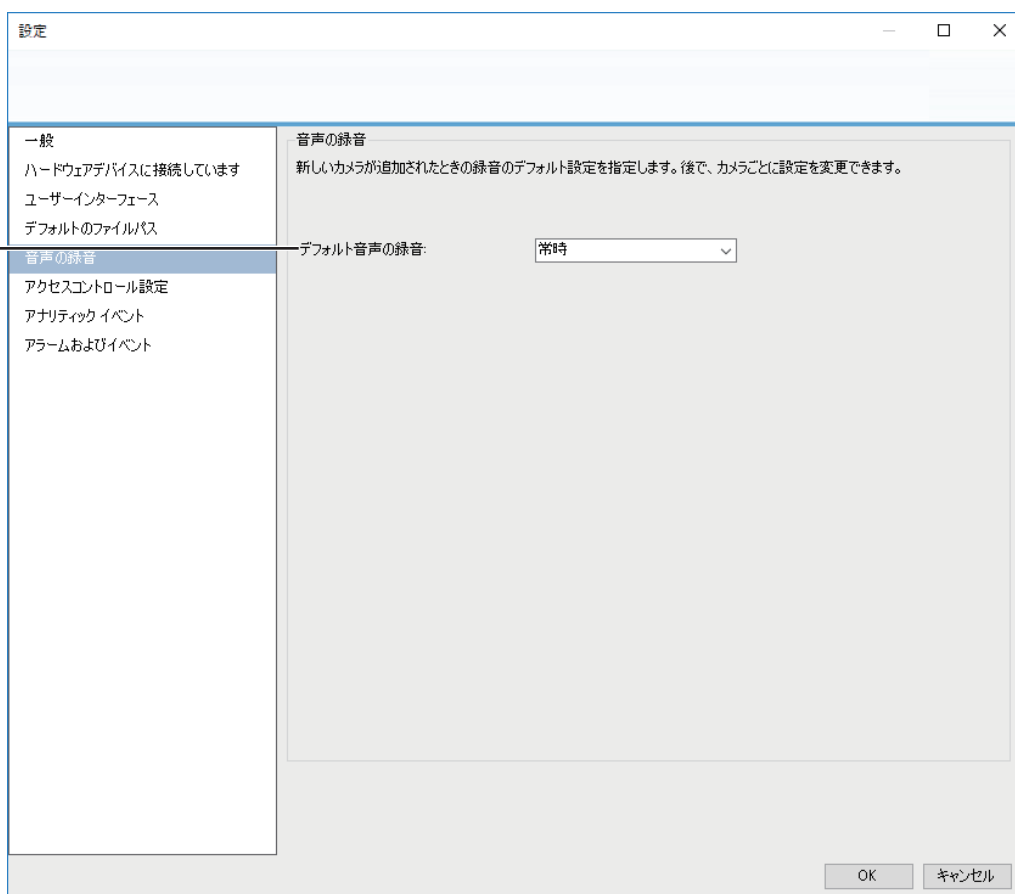 設定
一般
ハードウェアデバイスに接続しています
ユーザーインターフェース
デフォルトのファイルパス
音声の録音
アクセスコントロール設定
アナリティック イベント
アラームおよびイベント
音声の録音
新しいカメラが追加されたときの録音のデフォルト設定を指定します。後で、カメラごとに設定を変更できます。
デフォルト音声の録音: 常時
OK キャンセル